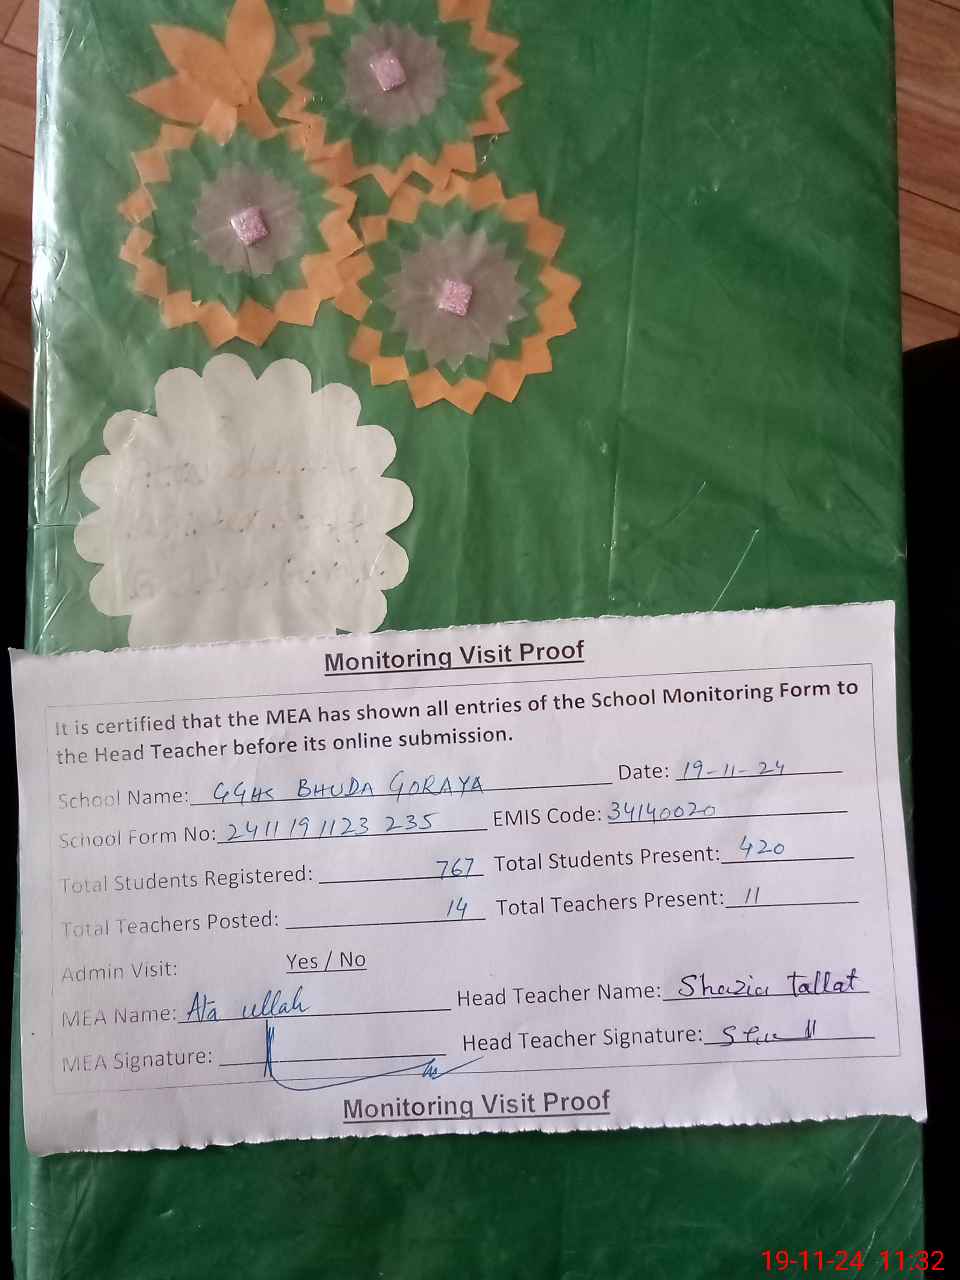 Monitoring Visit Proof
It is certified that the MEA has shown all entries of the School Monitoring Form to
the Head Teacher before its online submission.
School Name: GGHS BHUDA GORAYA Date: 19-11-24
School Form No: 2411191123235 EMIS Code: 34140020
Total Students Registered: 767 Total Students Present: 420
Total Teachers Posted: 14 Total Teachers Present: 11
Admin Visit: Yes / No
MEA Name: Ata ullah Head Teacher Name: Shazia tallat
MEA Signature: Head Teacher Signature:
Monitoring Visit Proof
19-11-24 11:32